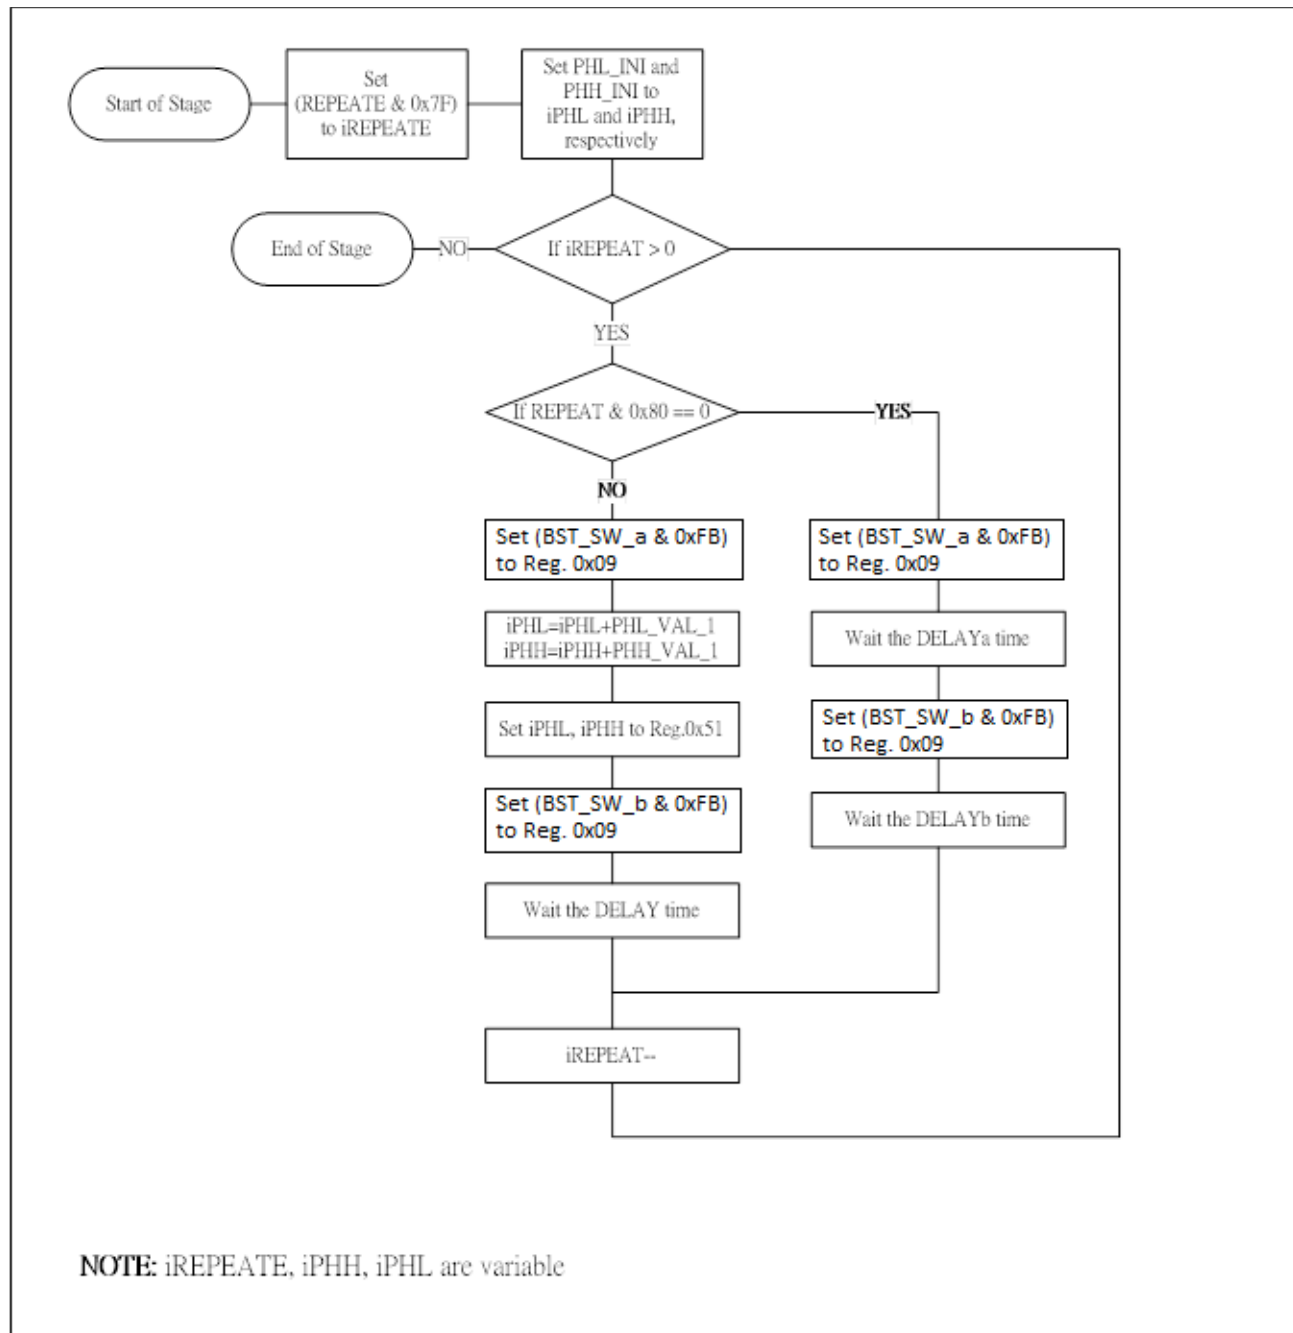 Start of Stage
Set
(REPEATE & 0x7F)
to iREPEATE
Set PHL_INI and
PHH_INI to
iPHL and iPHH,
respectively
End of Stage
NO
If iREPEAT > 0
YES
If REPEAT & 0x80 == 0
YES
NO
Set (BST_SW_a & 0xFB)
to Reg. 0x09
iPHL=iPHL+PHL_VAL_1
iPHH=iPHH+PHH_VAL_1
Set iPHL, iPHH to Reg.0x51
Set (BST_SW_b & 0xFB)
to Reg. 0x09
Wait the DELAY time
Set (BST_SW_a & 0xFB)
to Reg. 0x09
Wait the DELAYa time
Set (BST_SW_b & 0xFB)
to Reg. 0x09
Wait the DELAYb time
iREPEAT--
NOTE: iREPEATE, iPHH, iPHL are variable